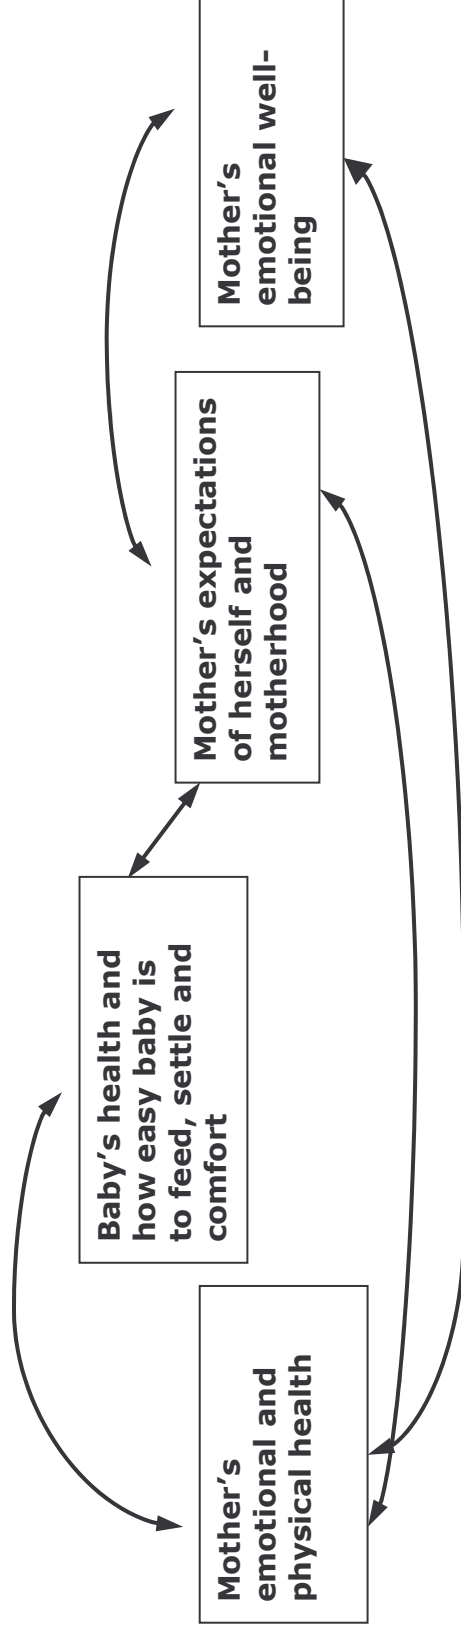 Mother’s
emotional and
physical health
Baby’s health and
how easy baby is
to feed, settle and
comfort
Mother’s expectations
of herself and
motherhood
Mother’s
emotional well-
being